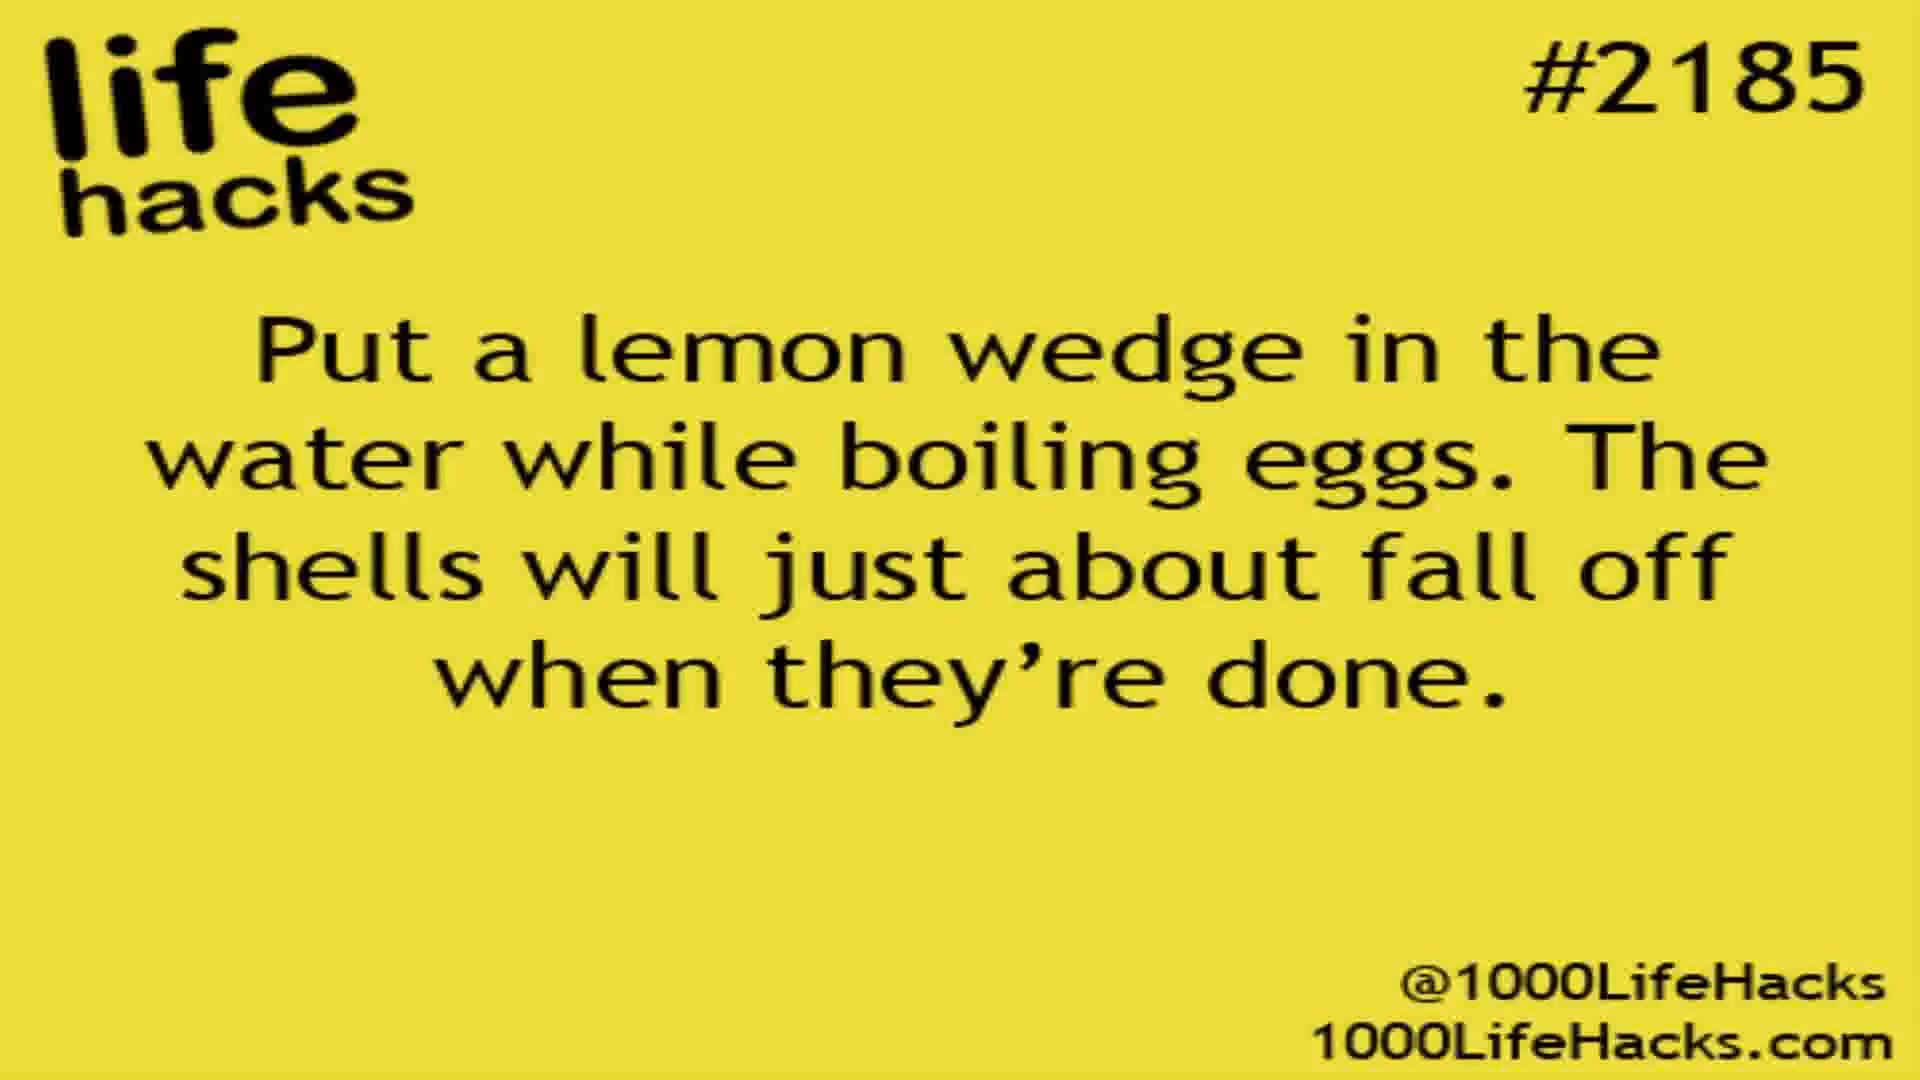 life
hacks
#2185
Put a lemon wedge in the
water while boiling eggs. The
shells will just about fall off
when they’re done.
@1000LifeHacks
1000LifeHacks.com